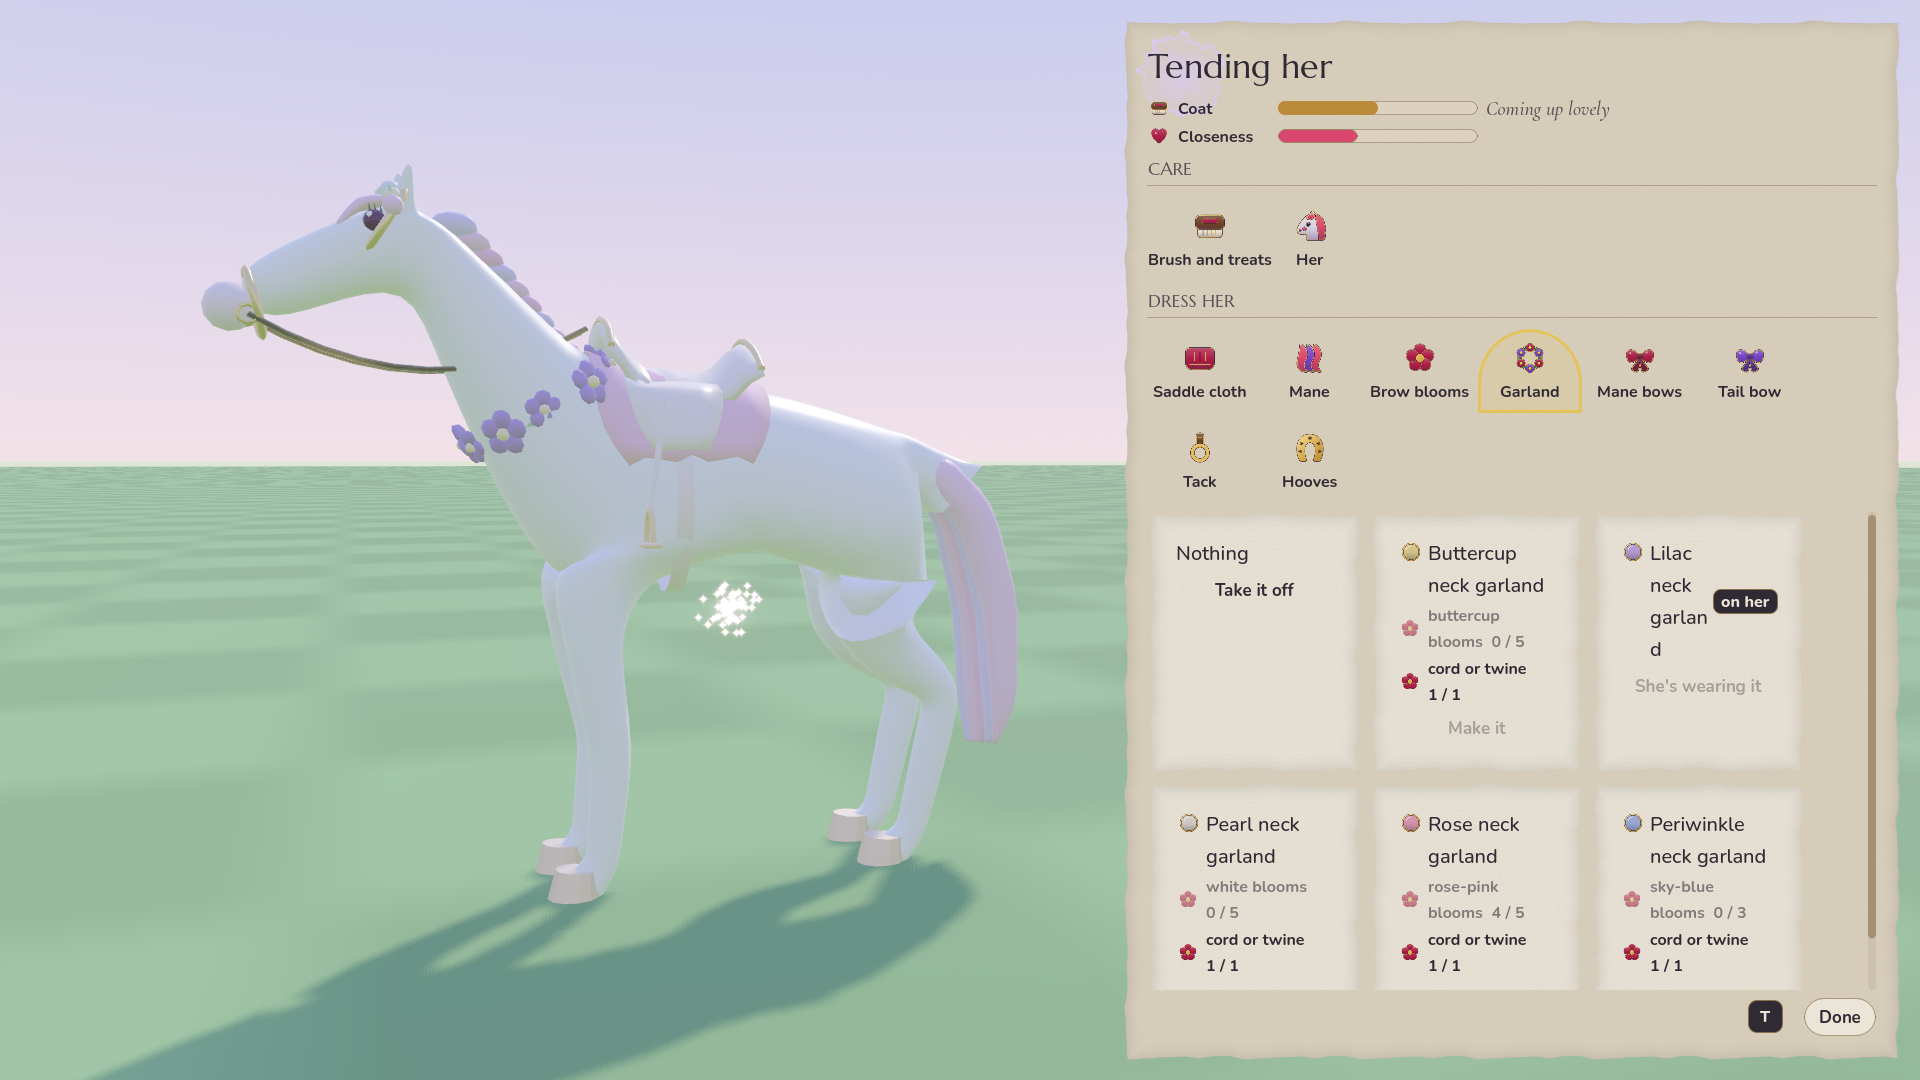 Tending her
Coat Coming up lovely
Closeness
CARE
Brush and treats Her
DRESS HER
Saddle cloth Mane Brow blooms Garland Mane bows Tail bow
Tack Hooves
Nothing
Take it off
Buttercup
neck garland
buttercup
blooms 0 / 5
cord or twine
1 / 1
Make it
Lilac
neck
garlan
d
on her
She's wearing it
Pearl neck
garland
white blooms
0 / 5
cord or twine
1 / 1
Rose neck
garland
rose-pink
blooms 4 / 5
cord or twine
1 / 1
Periwinkle
neck garland
sky-blue
blooms 0 / 3
cord or twine
1 / 1
T Done